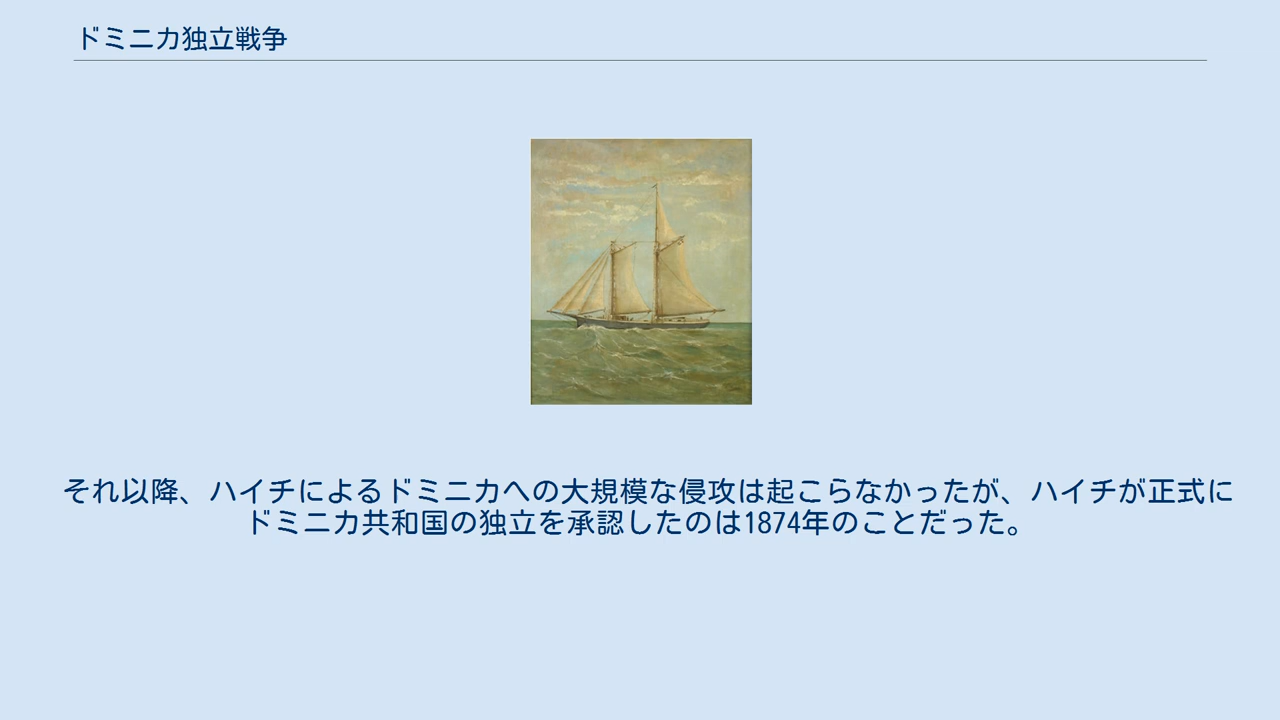 ドミニカ独立戦争
それ以降、ハイチによるドミニカへの大規模な侵攻は起こらなかったが、ハイチが正式に
ドミニカ共和国の独立を承認したのは1874年のことだった。